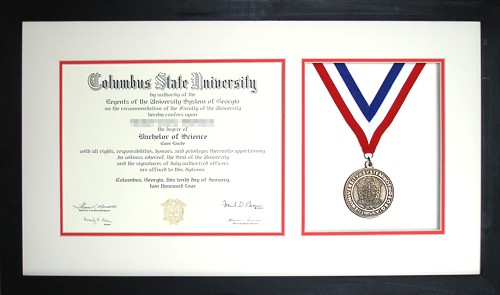 Columbus State University
by authority of the
Regents of the University System of Georgia
on the recommendation of the Faculty of the University
hereby confers upon
the degree of
Bachelor of Science
Cum Laude
with all rights, responsibilities, honors, and privileges thereunto appertaining.
In witness whereof, the Seal of the University
and the signatures of duly authorized officers
are affixed to this Diploma
Columbus, Georgia, this tenth day of January,
two thousand four